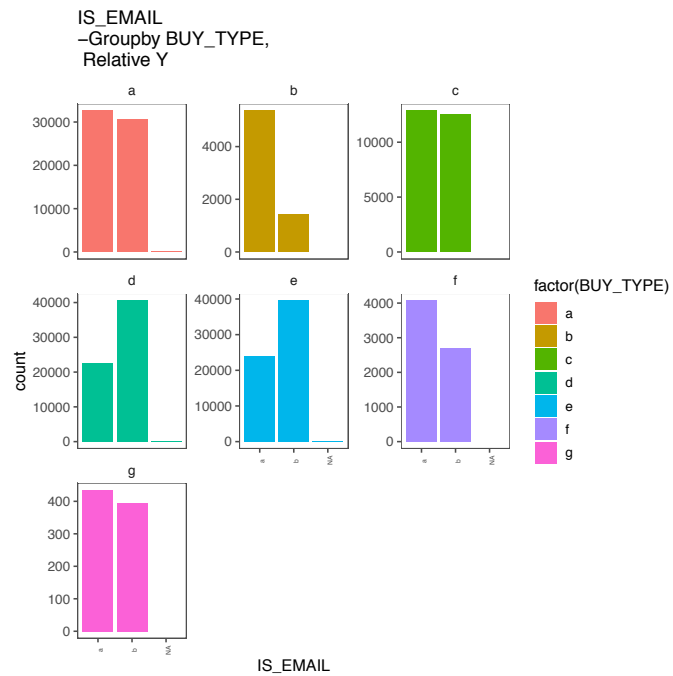 IS_EMAIL
−Groupby BUY_TYPE,
Relative Y
a
b
c
30000
20000
10000
0
4000
2000
0
10000
5000
0
d
e
f
40000
30000
20000
10000
0
40000
30000
20000
10000
0
4000
3000
2000
1000
0
a
b
NA
a
b
NA
g
400
300
200
100
0
a
b
NA
count
IS_EMAIL
factor(BUY_TYPE)
a
b
c
d
e
f
g